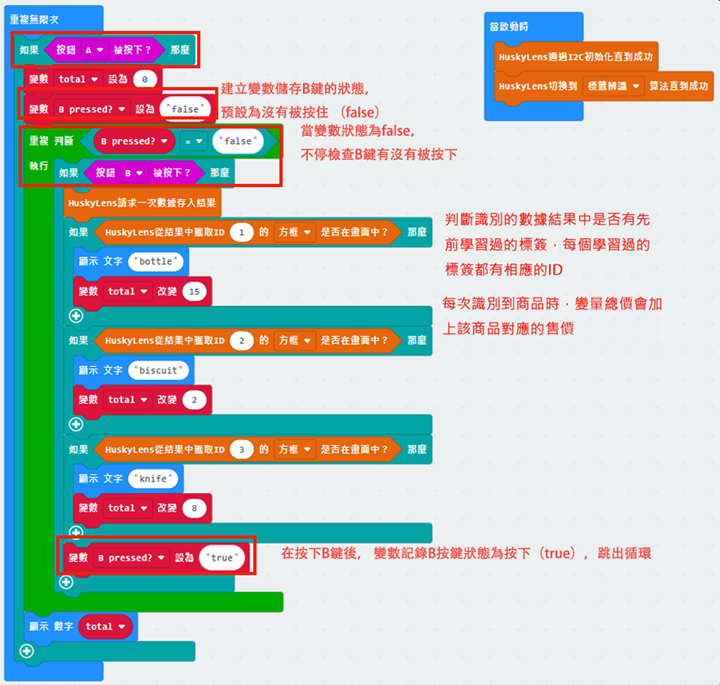 重複無限次
當啟動時
如果 按鈕 A 被按下？ 那麼
HuskyLens通過I2C初始化直到成功
變數 total 設為 0
HuskyLens切換到 標籤辨識 算法直到成功
建立變數儲存B鍵的狀態,
變數 B pressed? 設為 "false"
預設為沒有被按住 （false）
重複 判斷 B pressed? = "false"
當變數狀態為false,
不停檢查B鍵有沒有被按下
執行 如果 按鈕 B 被按下？ 那麼
HuskyLens請求一次數據存入結果
判斷識別的數據結果中是否有先
如果 HuskyLens從結果中獲取ID 1 的 方框 是否在畫面中？ 那麼
前學習過的標簽，每個學習過的
顯示 文字 "bottle"
標簽都有相應的ID
變數 total 改變 15
每次識別到商品時，變量總價會加
上該商品對應的售價
如果 HuskyLens從結果中獲取ID 2 的 方框 是否在畫面中？ 那麼
顯示 文字 "biscuit"
變數 total 改變 2
如果 HuskyLens從結果中獲取ID 3 的 方框 是否在畫面中？ 那麼
顯示 文字 "knife"
變數 total 改變 8
變數 B pressed? 設為 "true"
在按下B鍵後， 變數記錄B按鍵狀態為按下（true），跳出循環
顯示 數字 total